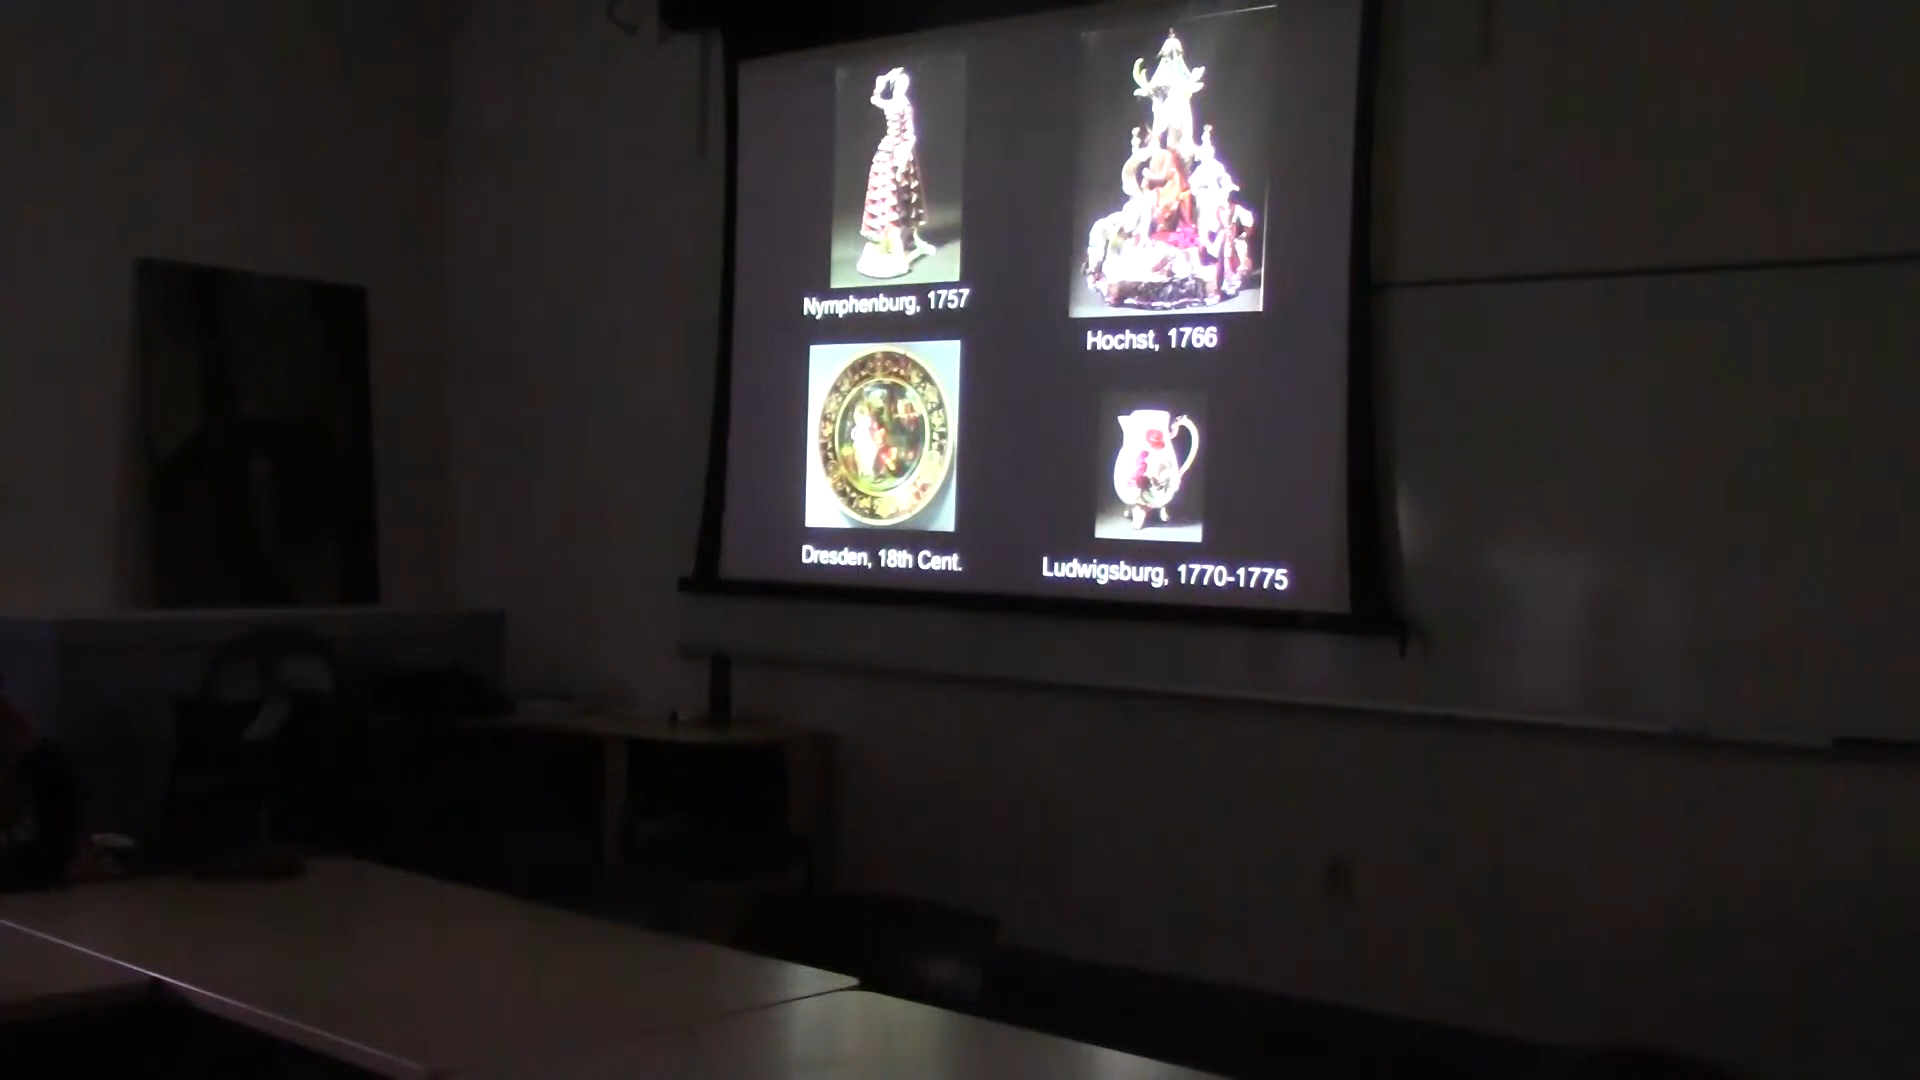 Nymphenburg, 1757
Hochst, 1766
Dresden, 18th Cent.
Ludwigsburg, 1770-1775